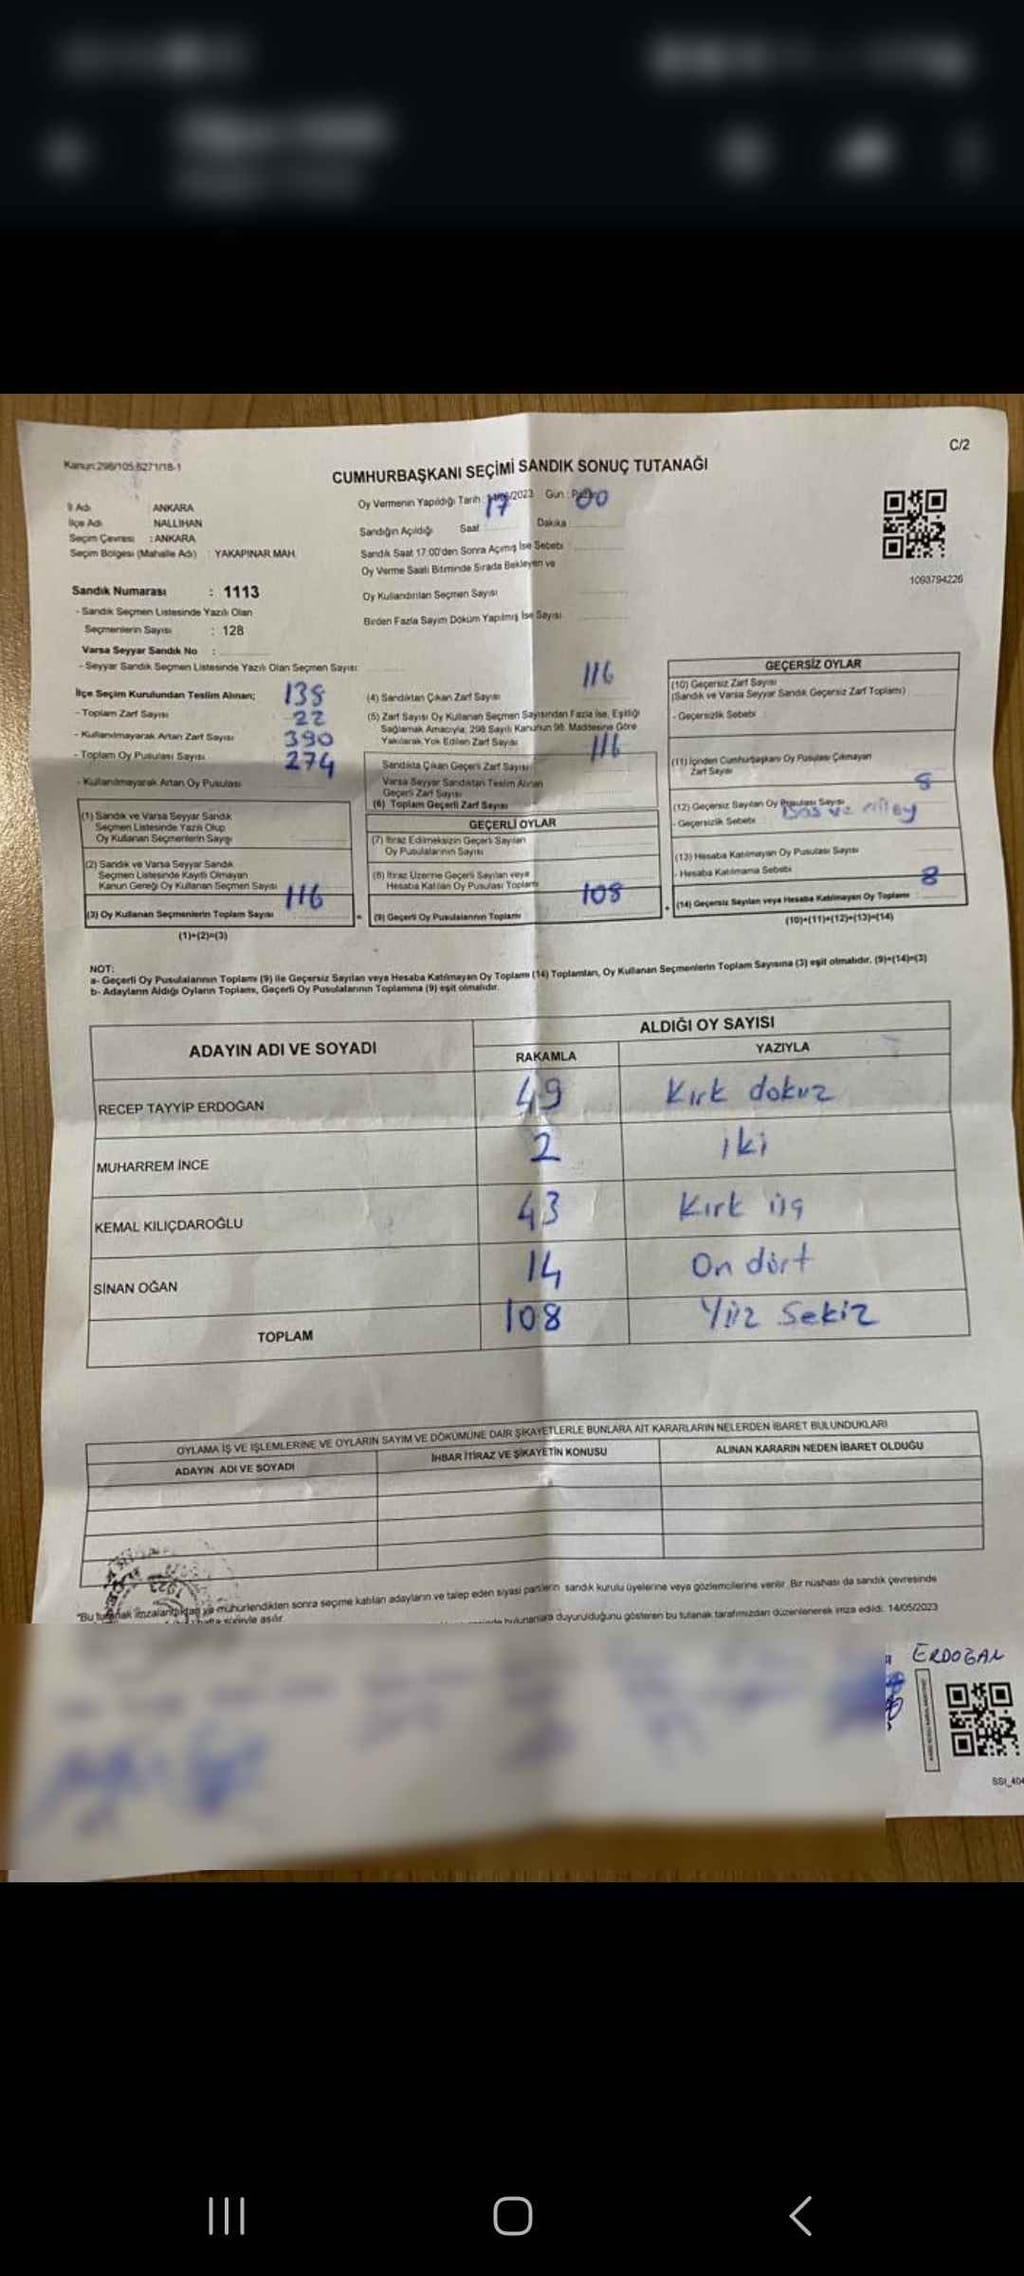 Kanun:298/105,6271/18-1
C/2
CUMHURBAŞKANI SEÇİMİ SANDIK SONUÇ TUTANAĞI
İl Adı ANKARA
İlçe Adı NALLIHAN
Seçim Çevresi : ANKARA
Seçim Bölgesi (Mahalle Adı) : YAKAPINAR MAH.
Sandık Numarası : 1113
- Sandık Seçmen Listesinde Yazılı Olan
Seçmenlerin Sayısı : 128
Varsa Seyyar Sandık No :
- Seyyar Sandık Seçmen Listesinde Yazılı Olan Seçmen Sayısı:
Oy Vermenin Yapıldığı Tarih : /2023 Gün :
17 00
Sandığın Açıldığı Saat Dakika :
Sandık Saat 17:00'den Sonra Açımış İse Sebebi :
Oy Verme Saati Bitiminde Sırada Bekleyen ve
Oy Kullandırılan Seçmen Sayısı
Birden Fazla Sayım Döküm Yapılmış İse Sayısı
1093794226
İlçe Seçim Kurulundan Teslim Alınan; 138
- Toplam Zarf Sayısı 22
- Kullanılmayarak Artan Zarf Sayısı 390
- Toplam Oy Pusulası Sayısı 274
- Kullanılmayarak Artan Oy Pusulası
(1) Sandık ve Varsa Seyyar Sandık
Seçmen Listesinde Yazılı Olup
Oy Kullanan Seçmenlerin Sayısı
(2) Sandık ve Varsa Seyyar Sandık
Seçmen Listesinde Kayıtlı Olmayan
Kanun Gereği Oy Kullanan Seçmen Sayısı
116
(3) Oy Kullanan Seçmenlerin Toplam Sayısı
(1)+(2)=(3)
116
(4) Sandıktan Çıkan Zarf Sayısı
(5) Zarf Sayısı Oy Kullanan Seçmen Sayısından Fazla İse, Eşitliği
Sağlamak Amacıyla, 298 Sayılı Kanunun 98. Maddesine Göre
Yakılarak Yok Edilen Zarf Sayısı
116
Sandıkta Çıkan Geçerli Zarf Sayısı
Varsa Seyyar Sandıktan Teslim Alınan
Geçerli Zarf Sayısı
(6) Toplam Geçerli Zarf Sayısı
GEÇERLİ OYLAR
(7) İtiraz Edilmeksizin Geçerli Sayılan
Oy Pusulalarının Sayısı
(8) İtiraz Üzerine Geçerli Sayılan veya
Hesaba Katılan Oy Pusulası Toplamı
108
(9) Geçerli Oy Pusulalarının Toplamı
GEÇERSİZ OYLAR
(10) Geçersiz Zarf Sayısı
(Sandık ve Varsa Seyyar Sandık Geçersiz Zarf Toplamı)
- Geçersizlik Sebebi :
(11) İçinden Cumhurbaşkanı Oy Pusulası Çıkmayan
Zarf Sayısı
8
(12) Geçersiz Sayılan Oy Pusulası Sayısı
- Geçersizlik Sebebi
(13) Hesaba Katılmayan Oy Pusulası Sayısı
- Hesaba Katılmama Sebebi
8
(14) Geçersiz Sayılan veya Hesaba Katılmayan Oy Toplamı
(10)+(11)+(12)+(13)=(14)
NOT:
a- Geçerli Oy Pusulalarının Toplamı (9) ile Geçersiz Sayılan veya Hesaba Katılmayan Oy Toplamı (14) Toplamları, Oy Kullanan Seçmenlerin Toplam Sayısına (3) eşit olmalıdır. (9)+(14)=(3)
b- Adayların Aldığı Oyların Toplamı, Geçerli Oy Pusulalarının Toplamına (9) eşit olmalıdır.
ADAYIN ADI VE SOYADI
ALDIĞI OY SAYISI
RAKAMLA YAZIYLA
RECEP TAYYİP ERDOĞAN 49 Kırk dokuz
MUHARREM İNCE 2 iki
KEMAL KILIÇDAROĞLU 43 Kırk üç
SİNAN OĞAN 14 On dört
TOPLAM 108 Yüz Sekiz
OYLAMA İŞ VE İŞLEMLERİNE VE OYLARIN SAYIM VE DÖKÜMÜNE DAİR ŞİKAYETLERLE BUNLARA AİT KARARLARIN NELERDEN İBARET BULUNDUKLARI
ADAYIN ADI VE SOYADI
İHBAR İTİRAZ VE ŞİKAYETİN KONUSU
ALINAN KARARIN NEDEN İBARET OLDUĞU
"Bu tutanak imzalandıktan ve mühürlendikten sonra seçime katılan adayların ve talep eden siyasi partilerin sandık kurulu üyelerine veya gözlemcilerine verilir. Bir nüshası da sandık çevresinde
bulunanlara duyurulduğunu gösteren bu tutanak tarafımızdan düzenlenerek imza edildi. 14/05/2023
ERDOĞAN